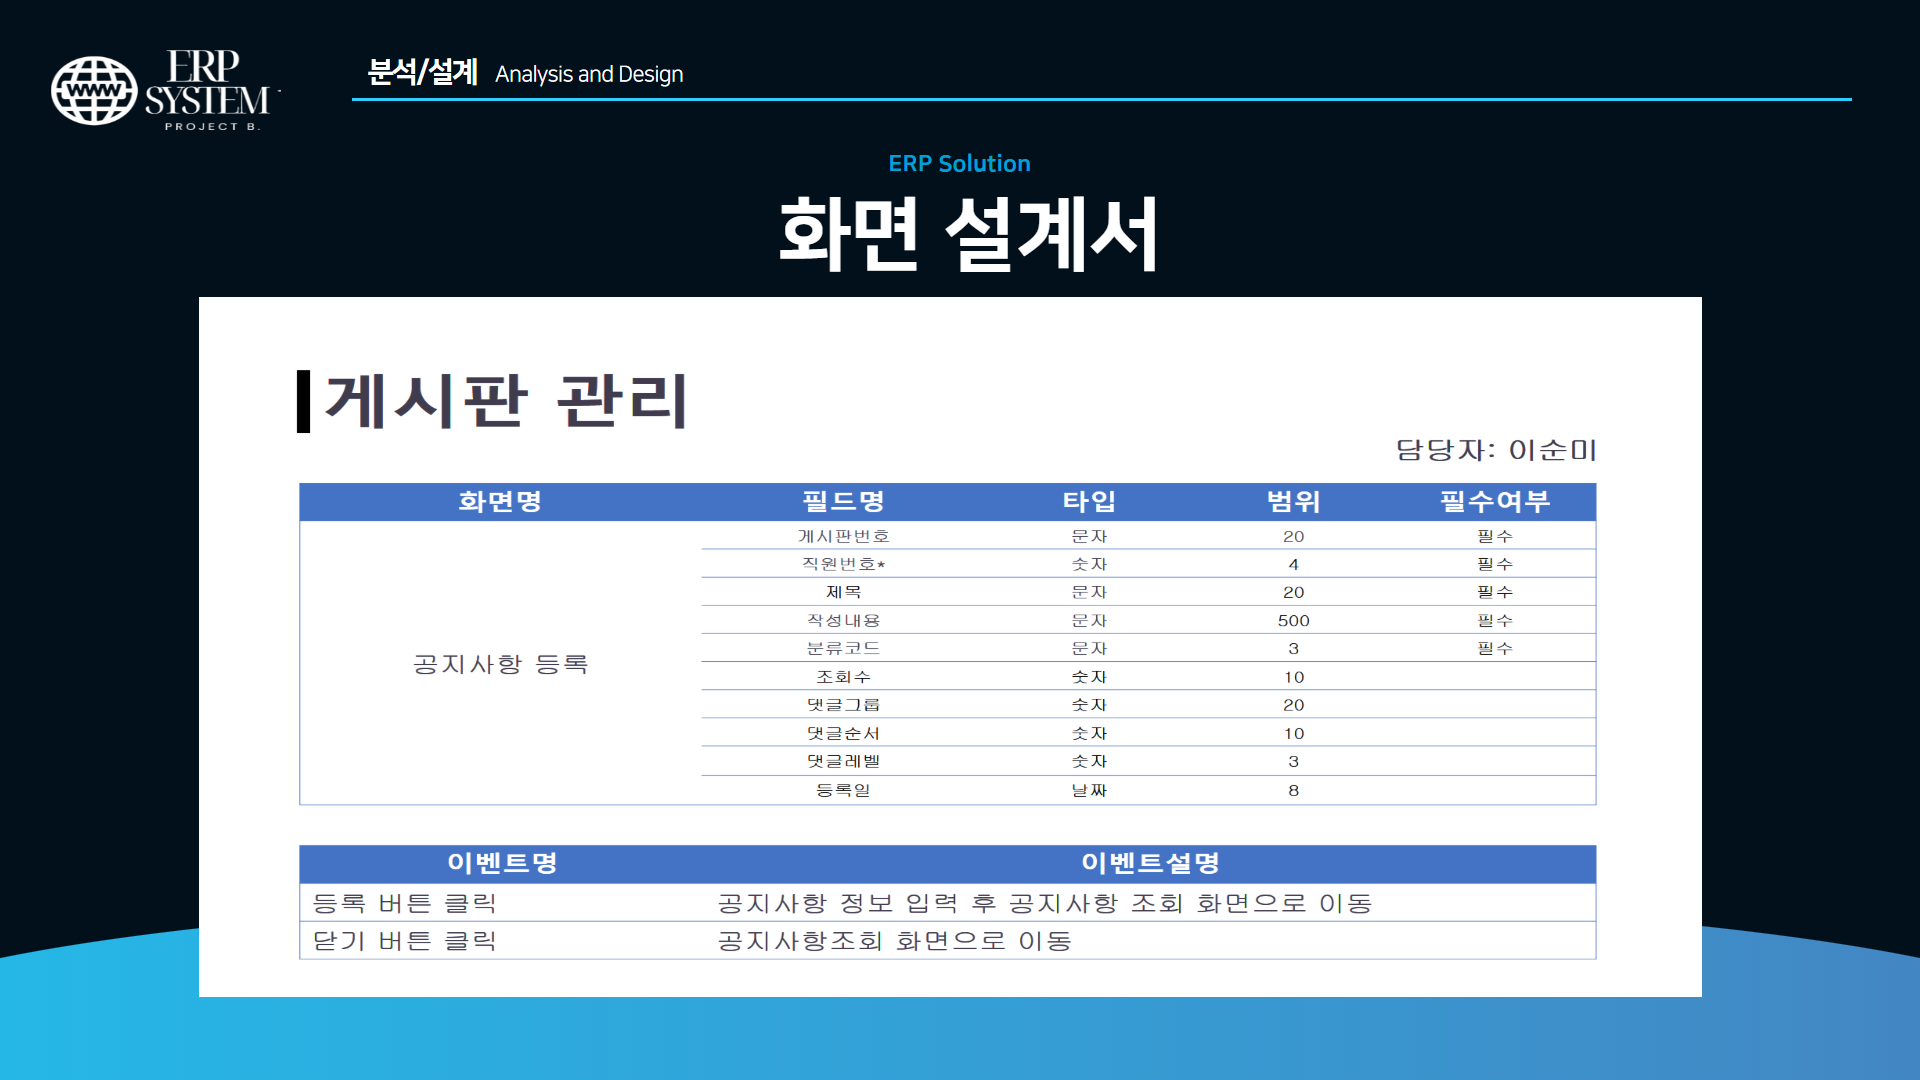 WWW
ERP
SYSTEM
PROJECT B.
분석/설계 Analysis and Design
ERP Solution
화면 설계서
게시판 관리
담당자: 이순미
화면명 필드명 타입 범위 필수여부
게시판번호 문자 20 필수
직원번호* 숫자 4 필수
제목 문자 20 필수
작성내용 문자 500 필수
분류코드 문자 3 필수
공지사항 등록
조회수 숫자 10
댓글그룹 숫자 20
댓글순서 숫자 10
댓글레벨 숫자 3
등록일 날짜 8
이벤트명 이벤트설명
등록 버튼 클릭 공지사항 정보 입력 후 공지사항 조회 화면으로 이동
닫기 버튼 클릭 공지사항조회 화면으로 이동